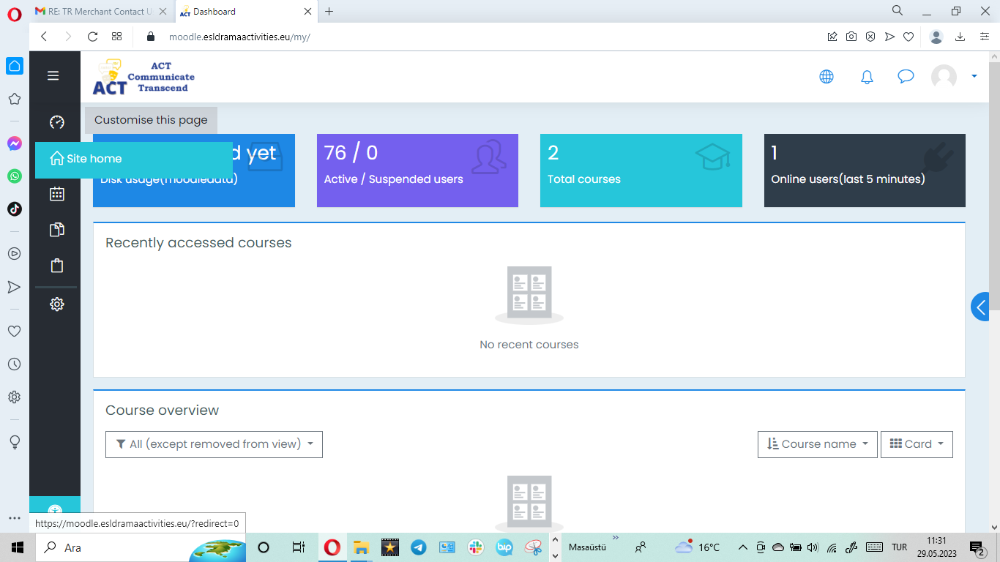 RE: TR Merchant Contact U
Dashboard
moodle.esldramaactivities.eu/my/
ACT
Communicate
Transcend
ACT
Customise this page
Site home
d yet
Disk usage(moodledata)
76 / 0
Active / Suspended users
2
Total courses
1
Online users(last 5 minutes)
Recently accessed courses
No recent courses
Course overview
All (except removed from view)
Course name
Card
https://moodle.esldramaactivities.eu/?redirect=0
Ara
bip
Masaüstü
16°C
TUR
11:31
29.05.2023
2